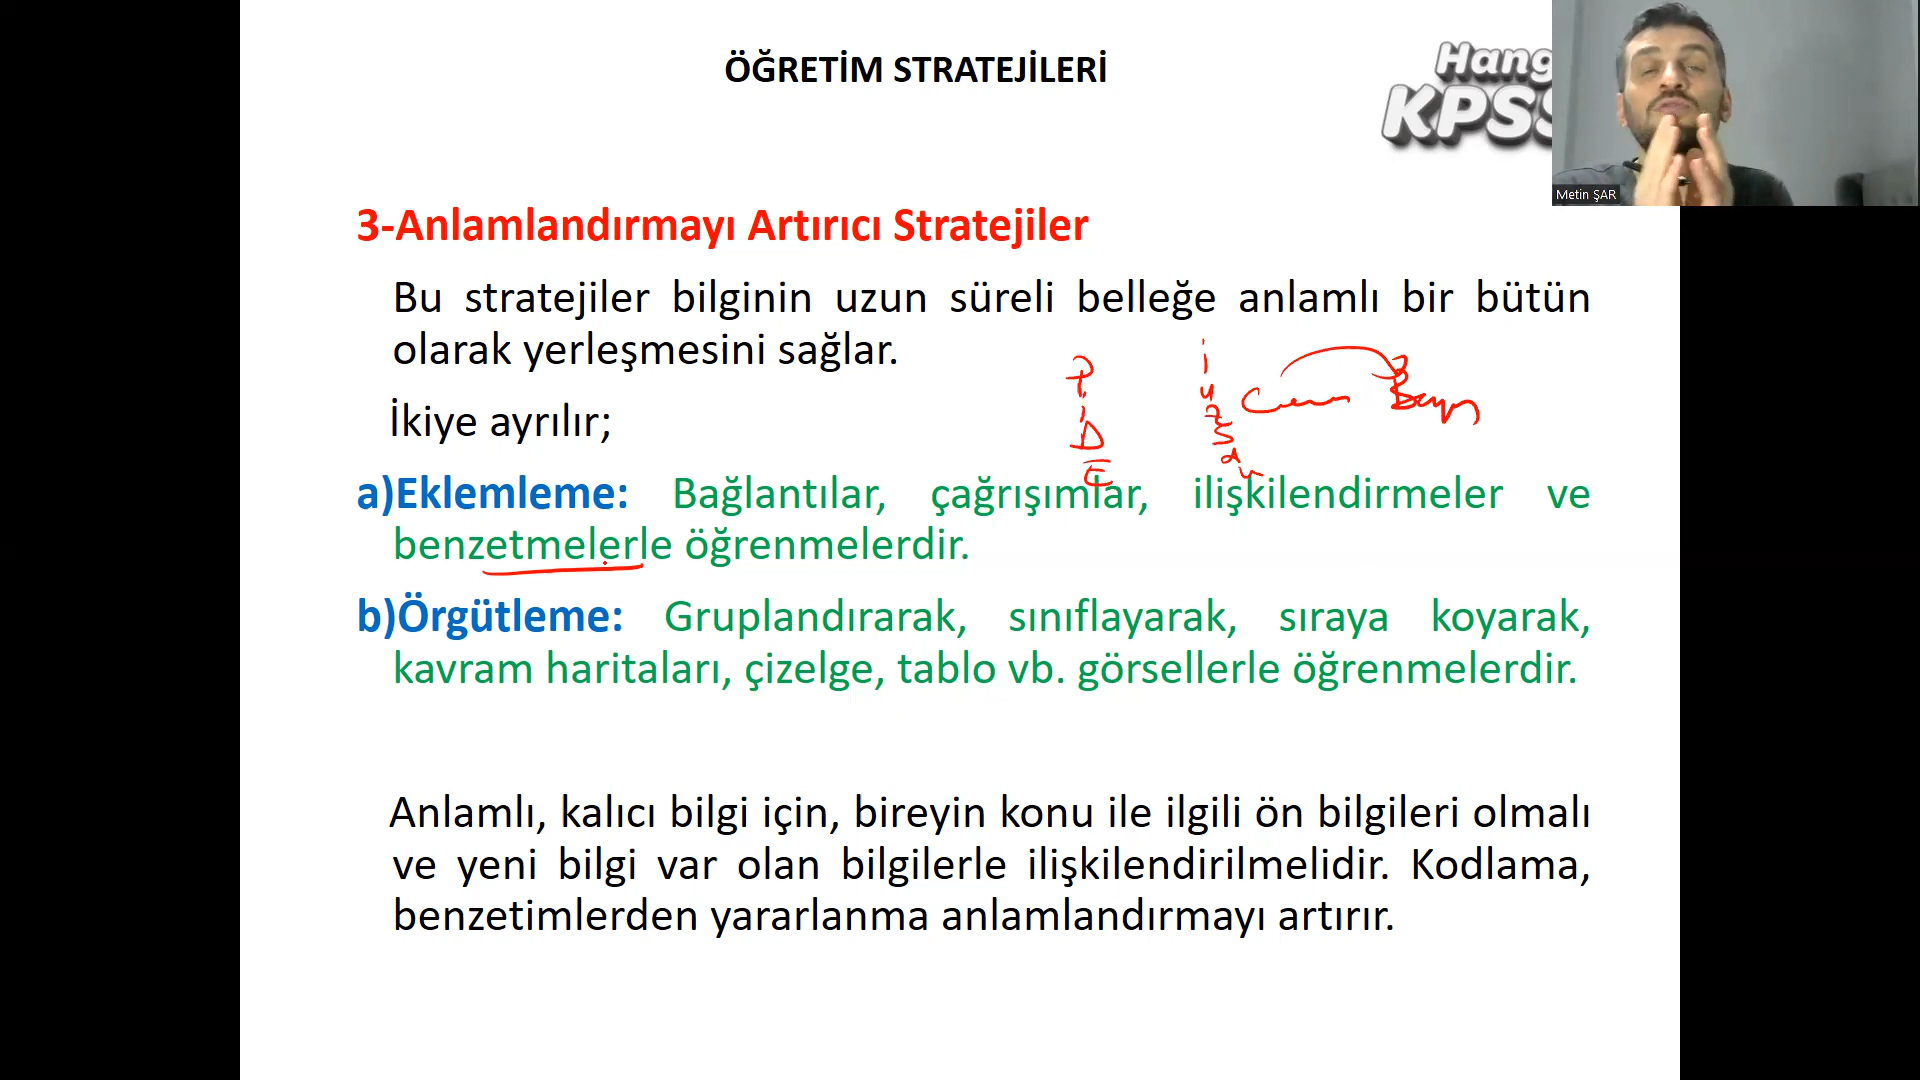 ÖĞRETİM STRATEJİLERİ
Hang
KPSS
Metin ŞAR
3-Anlamlandırmayı Artırıcı Stratejiler
Bu stratejiler bilginin uzun süreli belleğe anlamlı bir bütün
olarak yerleşmesini sağlar.
PİDE
İkiye ayrılır;
a)Eklemleme: Bağlantılar, çağrışımlar, ilişkilendirmeler ve
benzetmelerle öğrenmelerdir.
b)Örgütleme: Gruplandırarak, sınıflayarak, sıraya koyarak,
kavram haritaları, çizelge, tablo vb. görsellerle öğrenmelerdir.
Anlamlı, kalıcı bilgi için, bireyin konu ile ilgili ön bilgileri olmalı
ve yeni bilgi var olan bilgilerle ilişkilendirilmelidir. Kodlama,
benzetimlerden yararlanma anlamlandırmayı artırır.